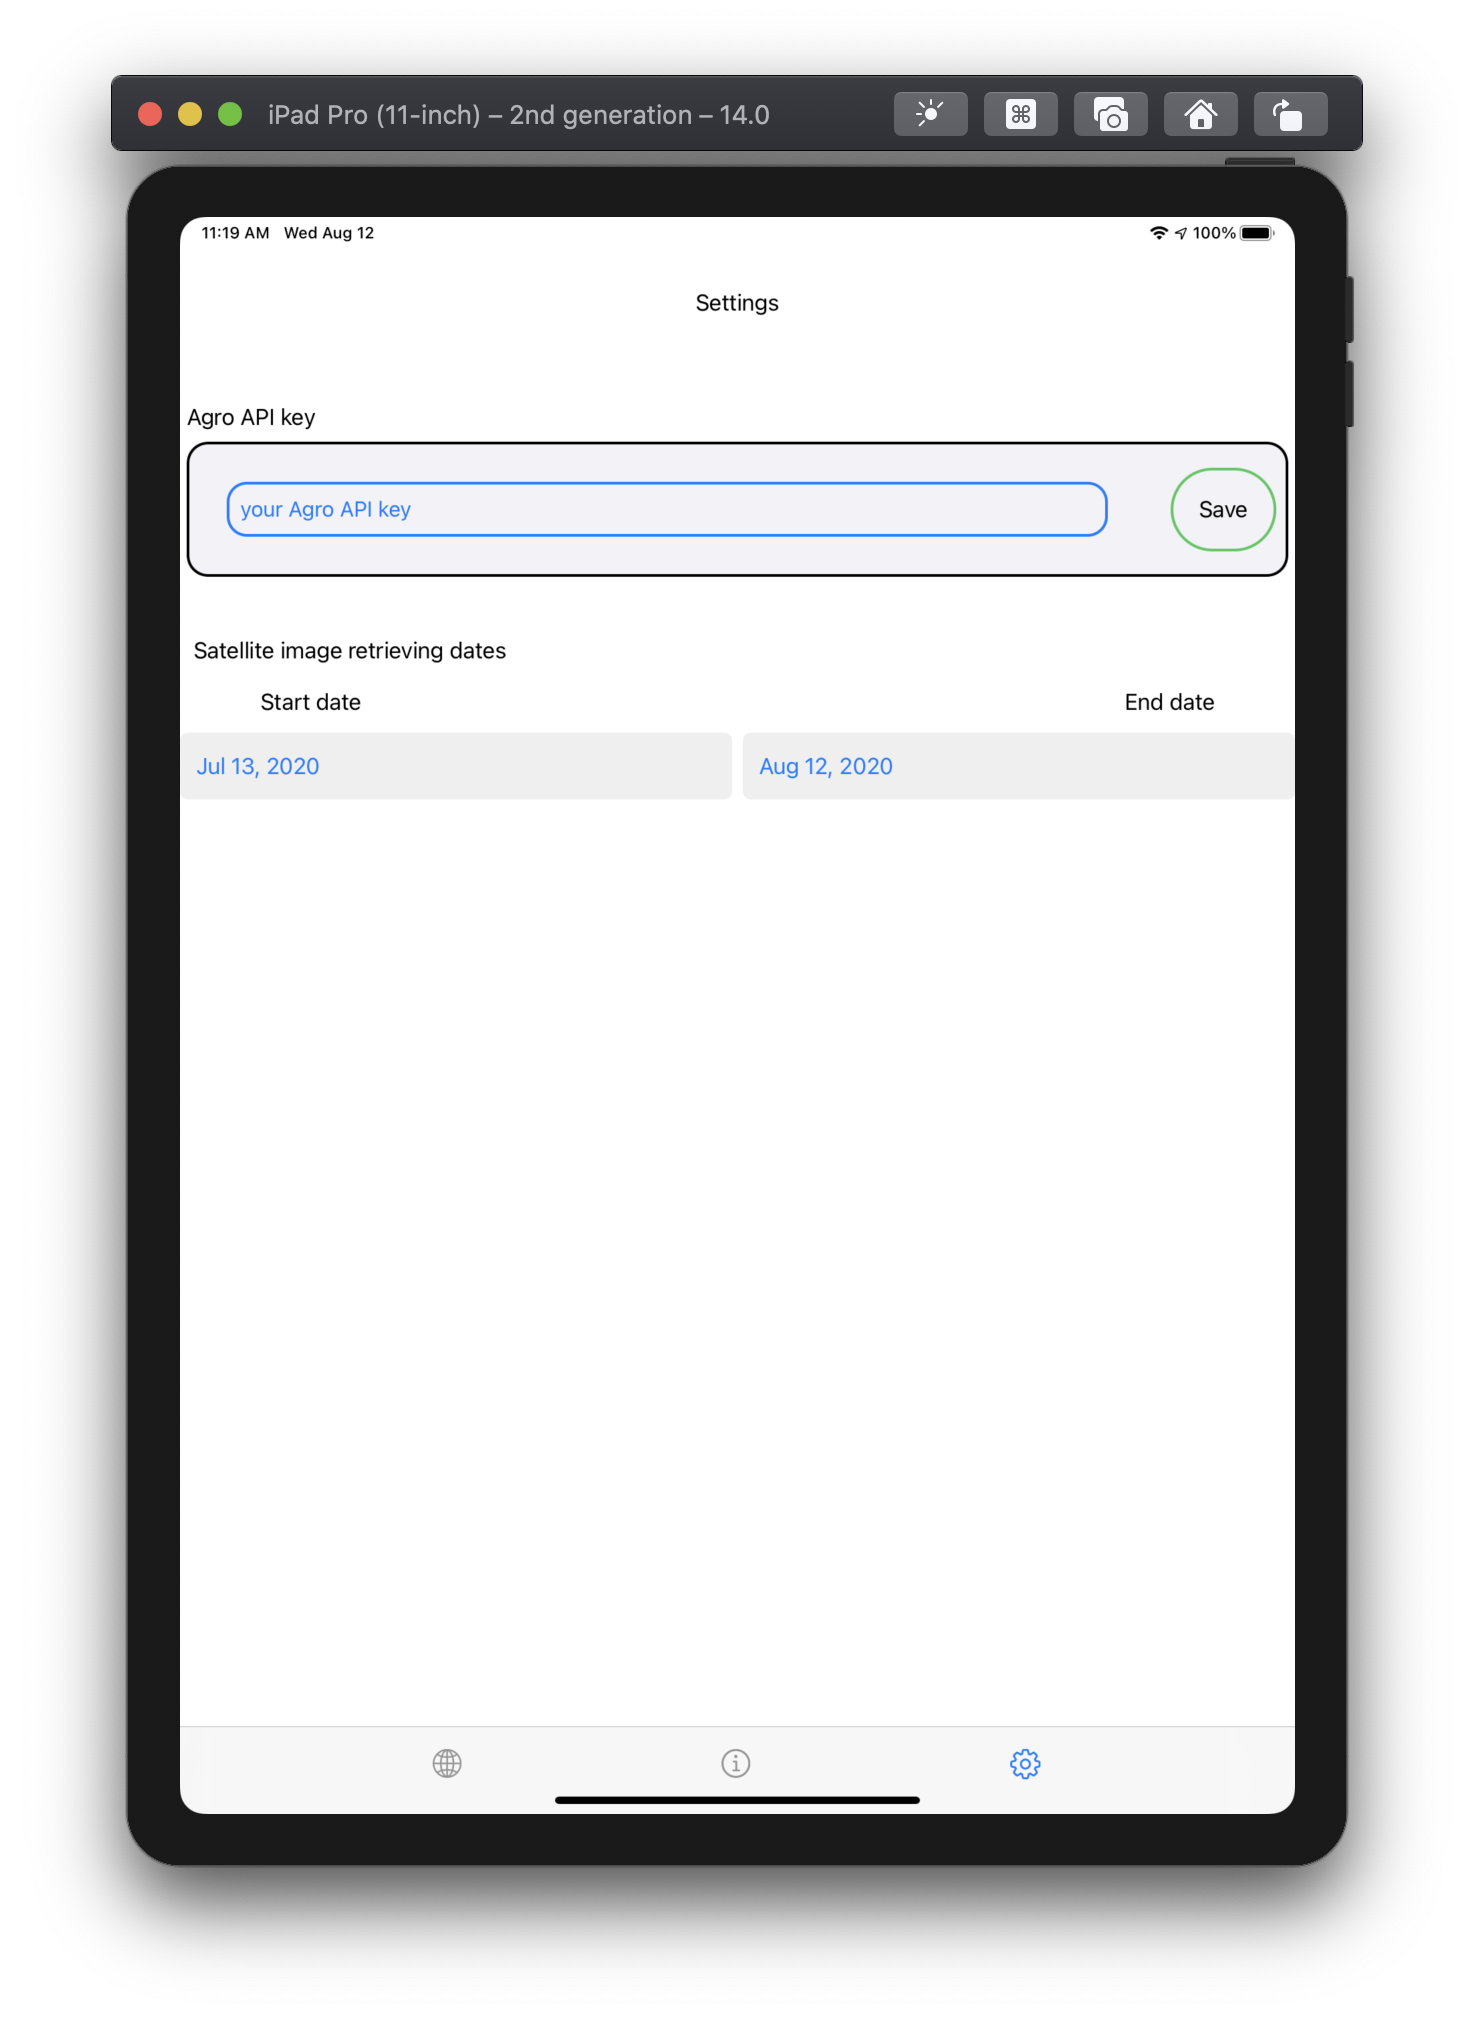 iPad Pro (11-inch) – 2nd generation – 14.0
11:19 AM Wed Aug 12
100%
Settings
Agro API key
your Agro API key
Save
Satellite image retrieving dates
Start date
End date
Jul 13, 2020
Aug 12, 2020